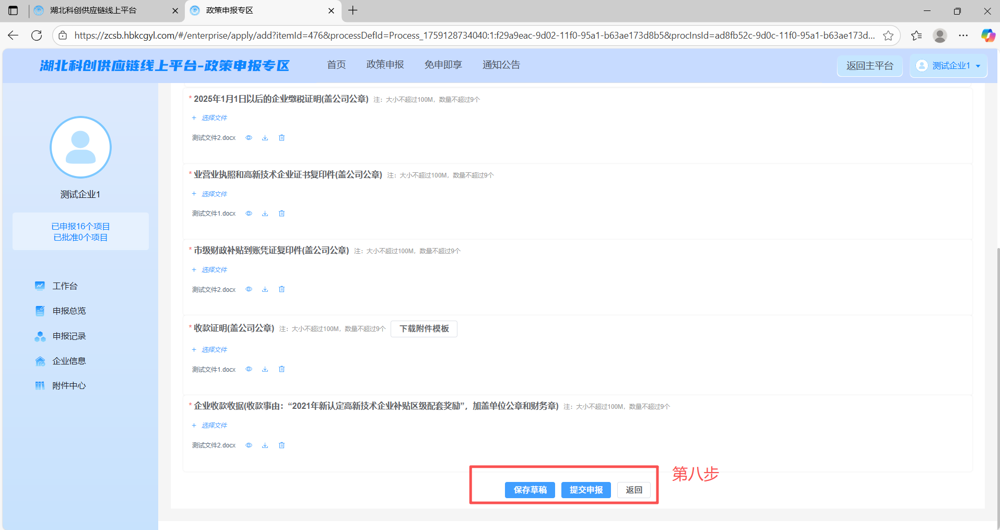 湖北科创供应链线上平台
政策申报专区
https://zcsb.hbkcgyl.com/#/enterprise/apply/add?itemId=476&processDefId=Process_1759128734040:1:f29a9eac-9d02-11f0-95a1-b63ae173d8b5&procInsId=ad8fb52c-9d0c-11f0-95a1-b63ae173d...
湖北科创供应链线上平台-政策申报专区
首页
政策申报
免申即享
通知公告
返回主平台
测试企业1
测试企业1
已申报16个项目
已批准0个项目
工作台
申报总览
申报记录
企业信息
附件中心
* 2025年1月1日以后的企业缴税证明(盖公司公章) 注：大小不超过100M，数量不超过9个
+ 选择文件
测试文件2.docx
* 业营业执照和高新技术企业证书复印件(盖公司公章) 注：大小不超过100M，数量不超过9个
+ 选择文件
测试文件1.docx
* 市级财政补贴到账凭证复印件(盖公司公章) 注：大小不超过100M，数量不超过9个
+ 选择文件
测试文件2.docx
* 收款证明(盖公司公章) 注：大小不超过100M，数量不超过9个 下载附件模板
+ 选择文件
测试文件1.docx
* 企业收款收据(收款事由：“2021年新认定高新技术企业补贴区级配套奖励”，加盖单位公章和财务章) 注：大小不超过100M，数量不超过9个
+ 选择文件
测试文件2.docx
第八步
保存草稿 提交申报 返回